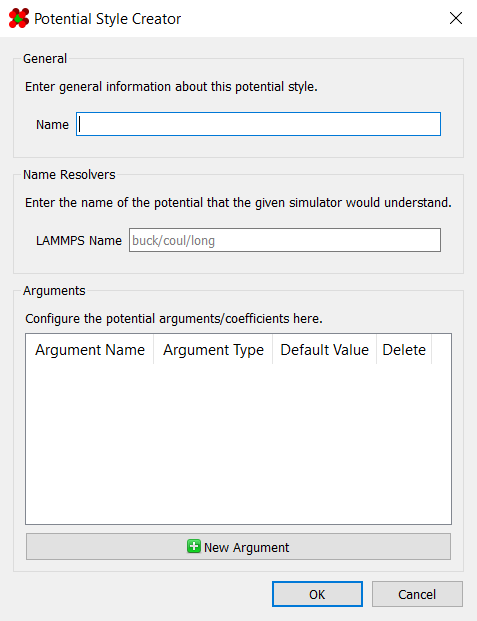 Potential Style Creator
General
Enter general information about this potential style.
Name
Name Resolvers
Enter the name of the potential that the given simulator would understand.
LAMMPS Name buck/coul/long
Arguments
Configure the potential arguments/coefficients here.
Argument Name Argument Type Default Value Delete
New Argument
OK Cancel